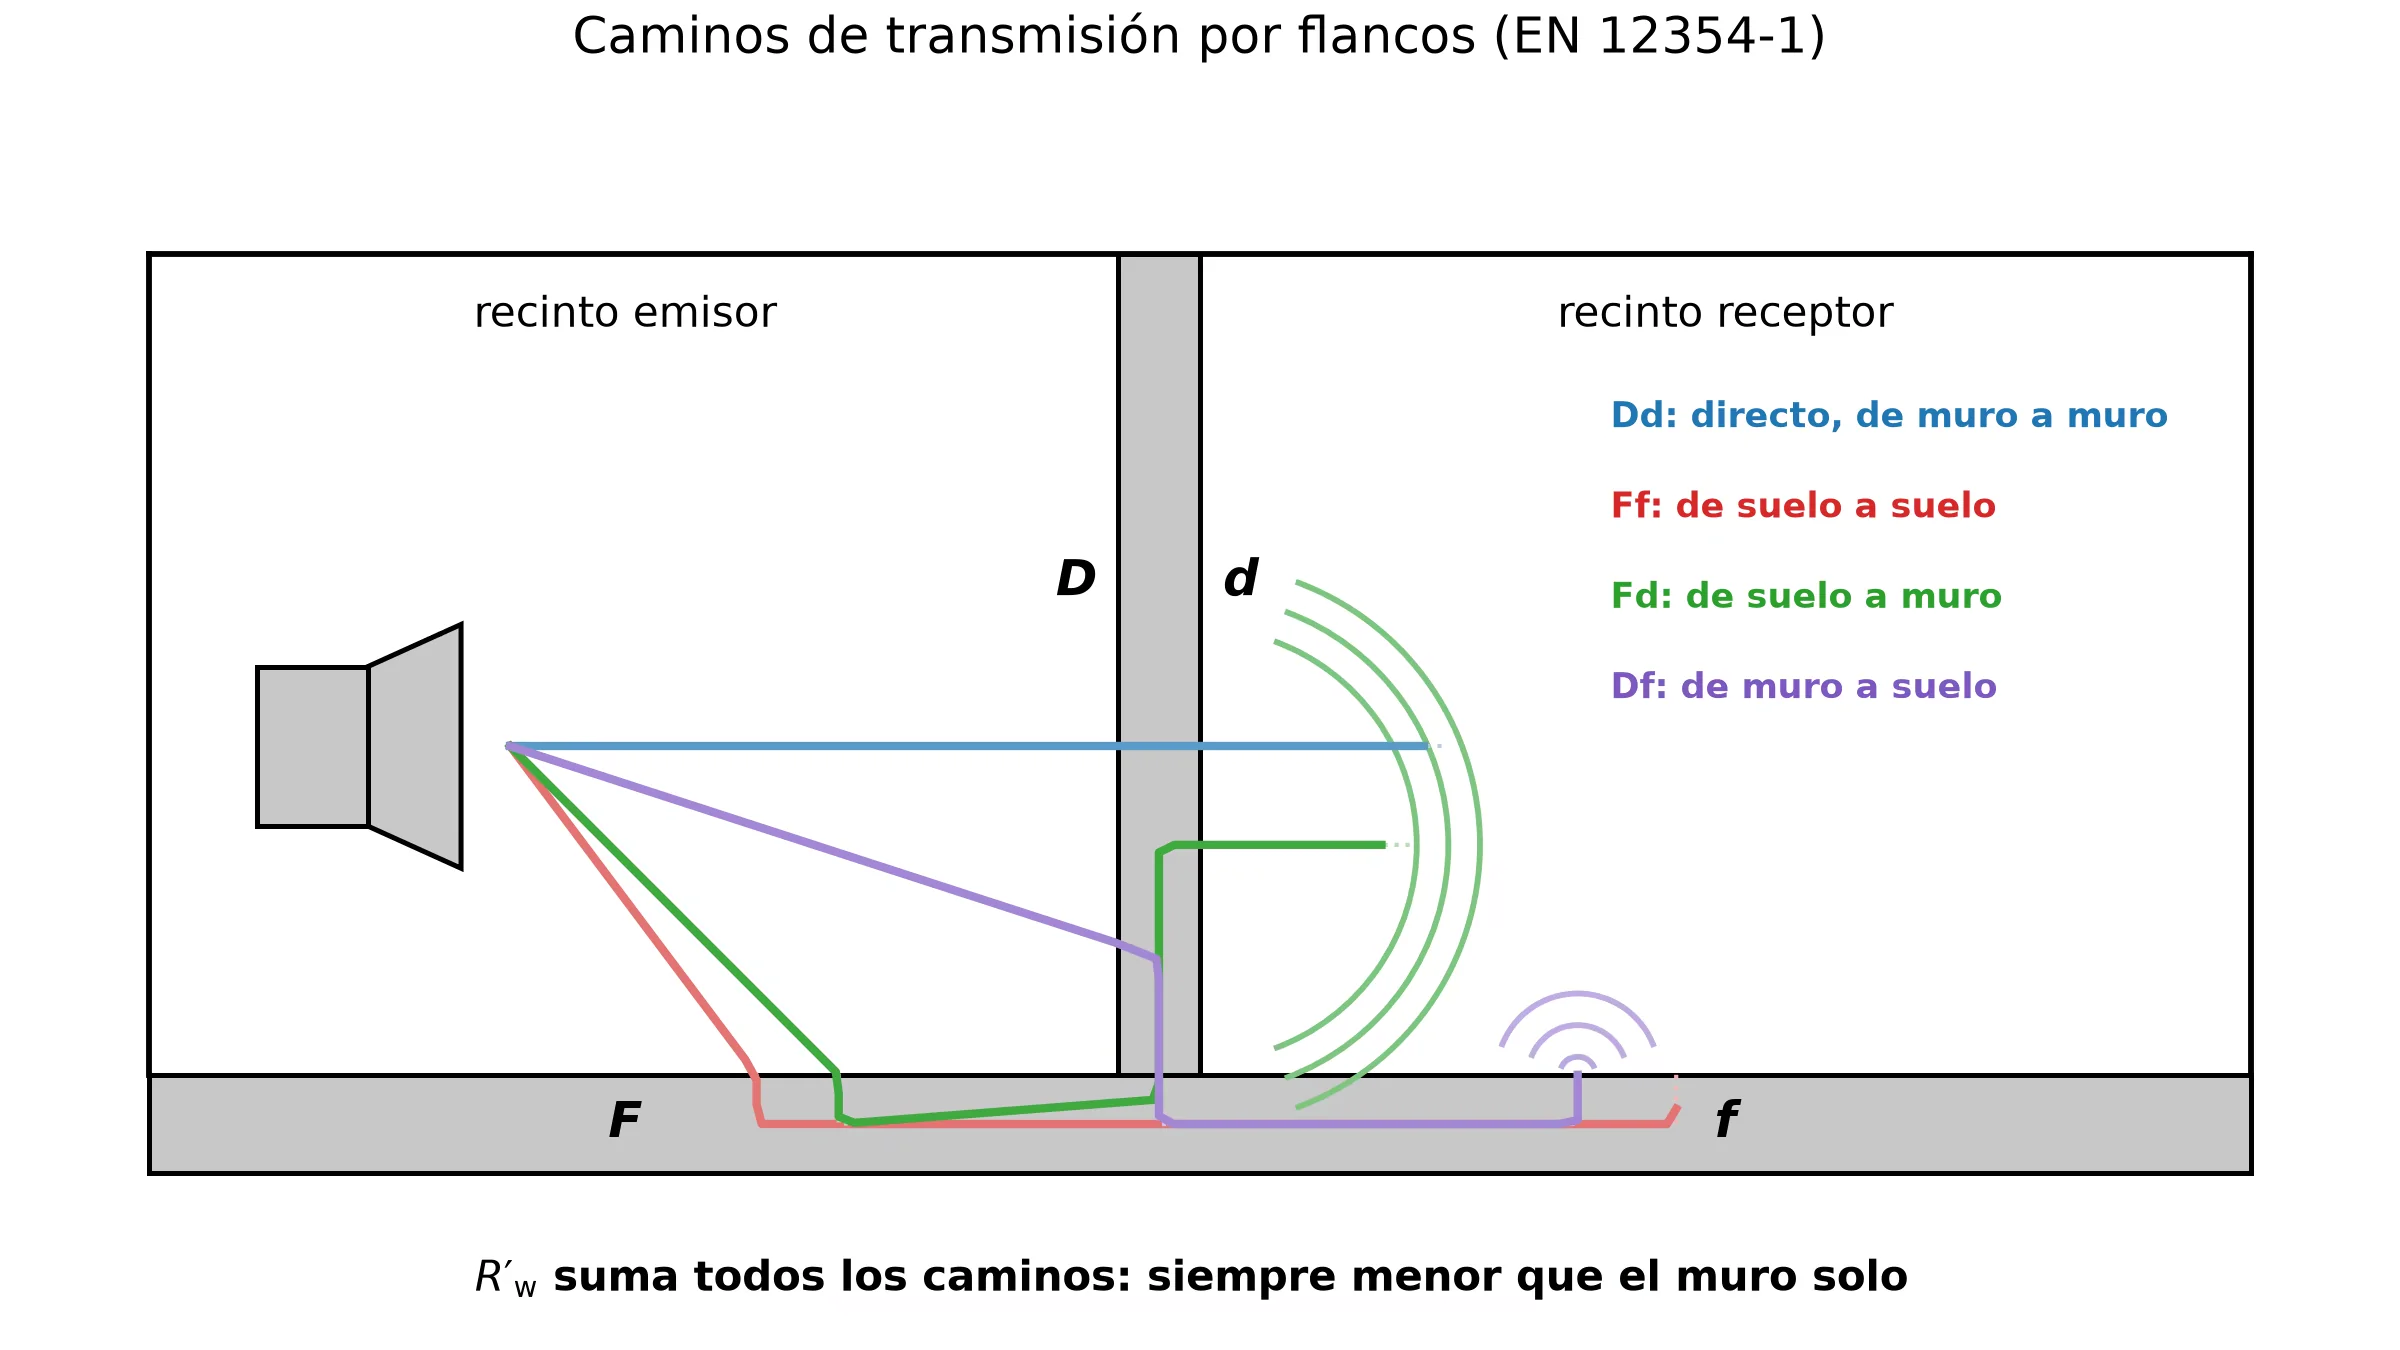 Caminos de transmisión por flancos (EN 12354-1)
recinto emisor
recinto receptor
Dd: directo, de muro a muro
Ff: de suelo a suelo
Fd: de suelo a muro
Df: de muro a suelo
D
d
F
f
R′w suma todos los caminos: siempre menor que el muro solo